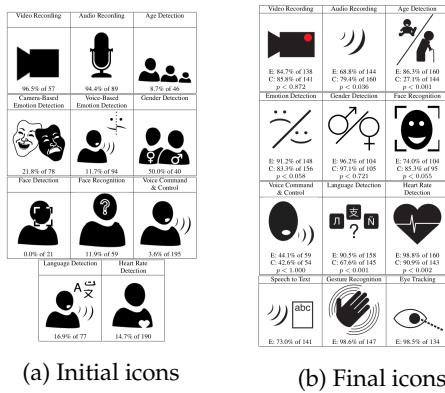 Video Recording Audio Recording Age Detection
96.5% of 57 94.4% of 89 8.7% of 46
Camera-Based Emotion Detection Voice-Based Emotion Detection Gender Detection
21.8% of 78 11.7% of 94 50.0% of 40
Face Detection Face Recognition Voice Command & Control
?
0.0% of 21 11.9% of 59 3.6% of 195
Language Detection Heart Rate Detection
A
16.9% of 77 14.7% of 190
(a) Initial icons
Video Recording Audio Recording Age Detection
E: 84.7% of 138 E: 68.8% of 144 E: 86.3% of 160
C: 85.8% of 141 C: 79.4% of 160 C: 27.1% of 144
p < 0.872 p < 0.036 p < 0.001
Emotion Detection Gender Detection Face Recognition
E: 91.2% of 148 E: 96.2% of 104 E: 74.0% of 104
C: 83.3% of 156 C: 97.1% of 105 C: 85.3% of 95
p < 0.058 p < 0.721 p < 0.055
Voice Command & Control Language Detection Heart Rate Detection
Л 支 Ñ
?
E: 44.1% of 59 E: 90.5% of 158 E: 98.8% of 160
C: 42.6% of 54 C: 67.6% of 145 C: 90.9% of 143
p < 1.000 p < 0.001 p < 0.002
Speech to Text Gesture Recognition Eye Tracking
abc
E: 73.0% of 141 E: 98.6% of 147 E: 98.5% of 134
(b) Final icons